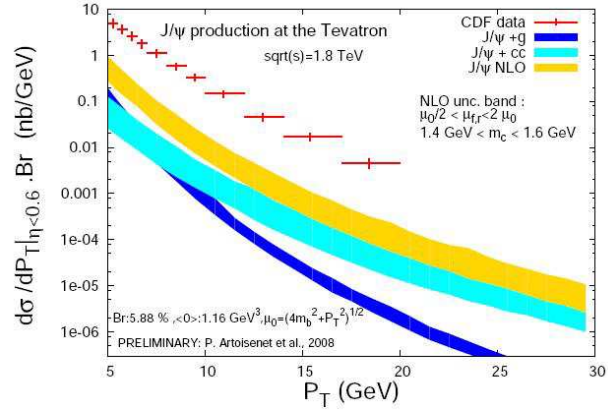 J/ψ production at the Tevatron
sqrt(s)=1.8 TeV
CDF data
J/ψ +g
J/ψ + cc
J/ψ NLO
NLO unc. band :
μ₀/2 < μf,r<2 μ₀
1.4 GeV < mc < 1.6 GeV
dσ/dPT|η<0.6 .Br (nb/GeV)
10
1
0.1
0.01
0.001
1e-04
1e-05
1e-06
Br:5.88 % ,<0>:1.16 GeV³,μ₀=(4mb²+PT²)^1/2
PRELIMINARY: P. Artoisenet et al., 2008
5
10
15
20
25
30
PT (GeV)